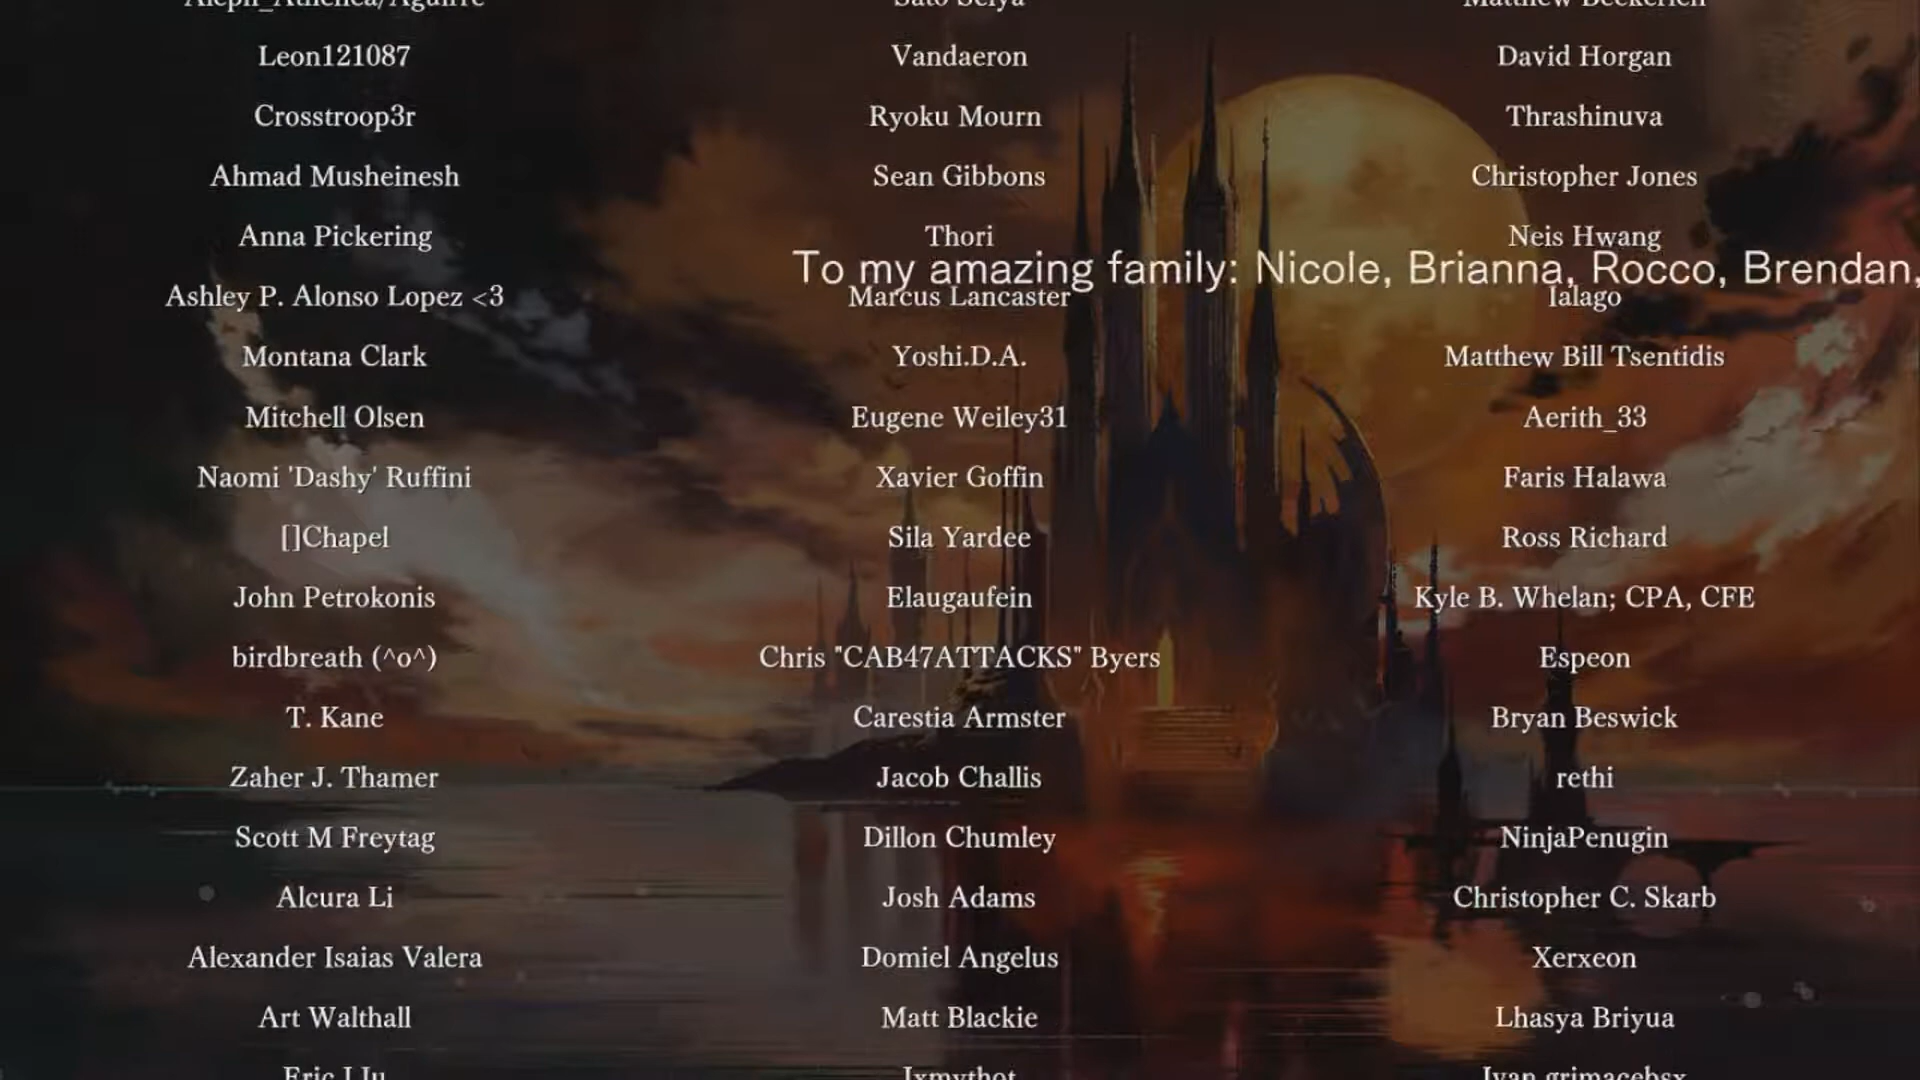 Leon121087
Crosstroop3r
Ahmad Musheinesh
Anna Pickering
Ashley P. Alonso Lopez <3
Montana Clark
Mitchell Olsen
Naomi 'Dashy' Ruffini
[]Chapel
John Petrokonis
birdbreath (^o^)
T. Kane
Zaher J. Thamer
Scott M Freytag
Alcura Li
Alexander Isaias Valera
Art Walthall
Vandaeron
Ryoku Mourn
Sean Gibbons
Thori
Marcus Lancaster
Yoshi.D.A.
Eugene Weiley31
Xavier Goffin
Sila Yardee
Elaugaufein
Chris "CAB47ATTACKS" Byers
Carestia Armster
Jacob Challis
Dillon Chumley
Josh Adams
Domiel Angelus
Matt Blackie
David Horgan
Thrashinuva
Christopher Jones
Neis Hwang
Matthew Bill Tsentidis
Aerith_33
Faris Halawa
Ross Richard
Kyle B. Whelan; CPA, CFE
Espeon
Bryan Beswick
rethi
NinjaPenugin
Christopher C. Skarb
Xerxeon
Lhasya Briyua
To my amazing family: Nicole, Brianna, Rocco, Brendan,